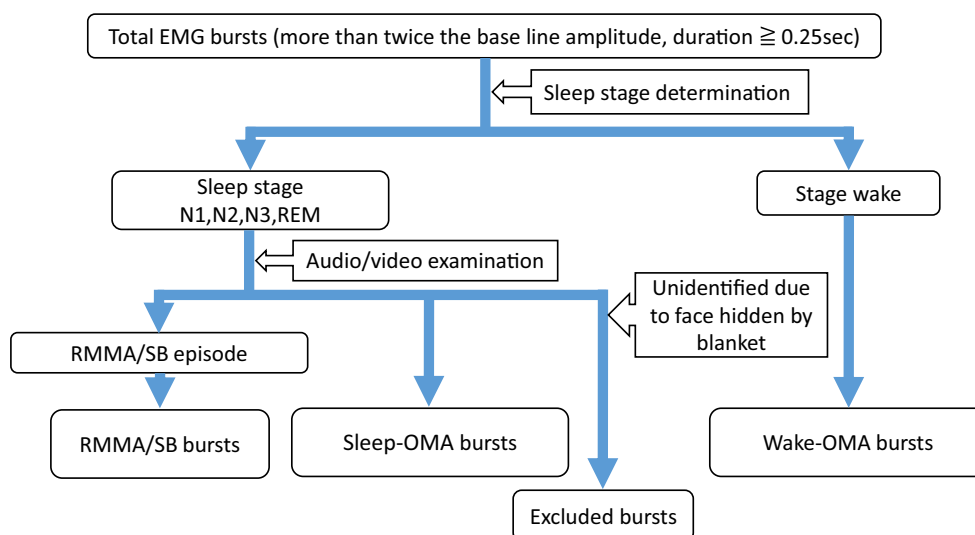 Total EMG bursts (more than twice the base line amplitude, duration ≧ 0.25sec)
Sleep stage determination
Sleep stage
N1,N2,N3,REM
Stage wake
Audio/video examination
Unidentified due
to face hidden by
blanket
RMMA/SB episode
RMMA/SB bursts
Sleep-OMA bursts
Wake-OMA bursts
Excluded bursts